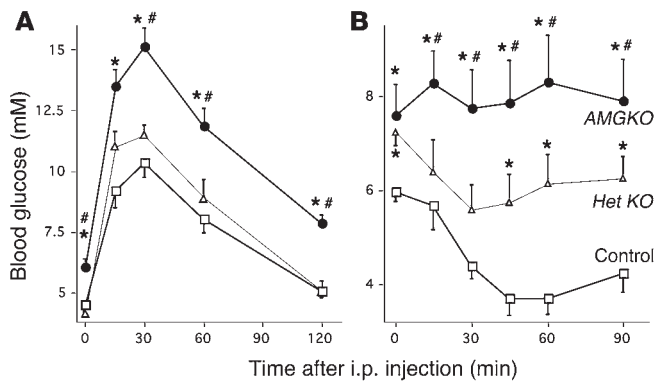 A
B
* #
* #
* #
*
* #
* #
* #
#
*
* #
*
*
*
*
*
AMGKO
Het KO
Control
Blood glucose (mM)
15
12.5
10
7.5
5
8
6
4
0 30 60 90 120
0 30 60 90
Time after i.p. injection (min)